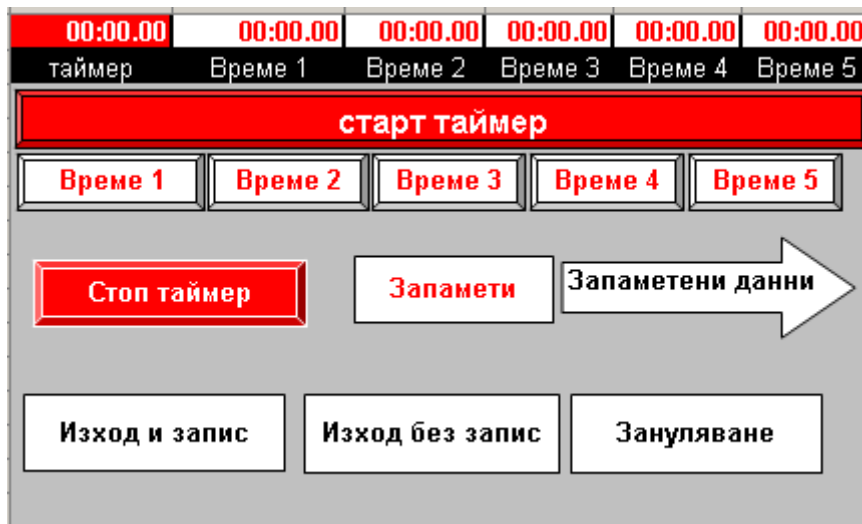 00:00.00 00:00.00 00:00.00 00:00.00 00:00.00 00:00.00
таймер Време 1 Време 2 Време 3 Време 4 Време 5
старт таймер
Време 1 Време 2 Време 3 Време 4 Време 5
Стоп таймер Запамети Запаметени данни
Изход и запис Изход без запис Зануляване